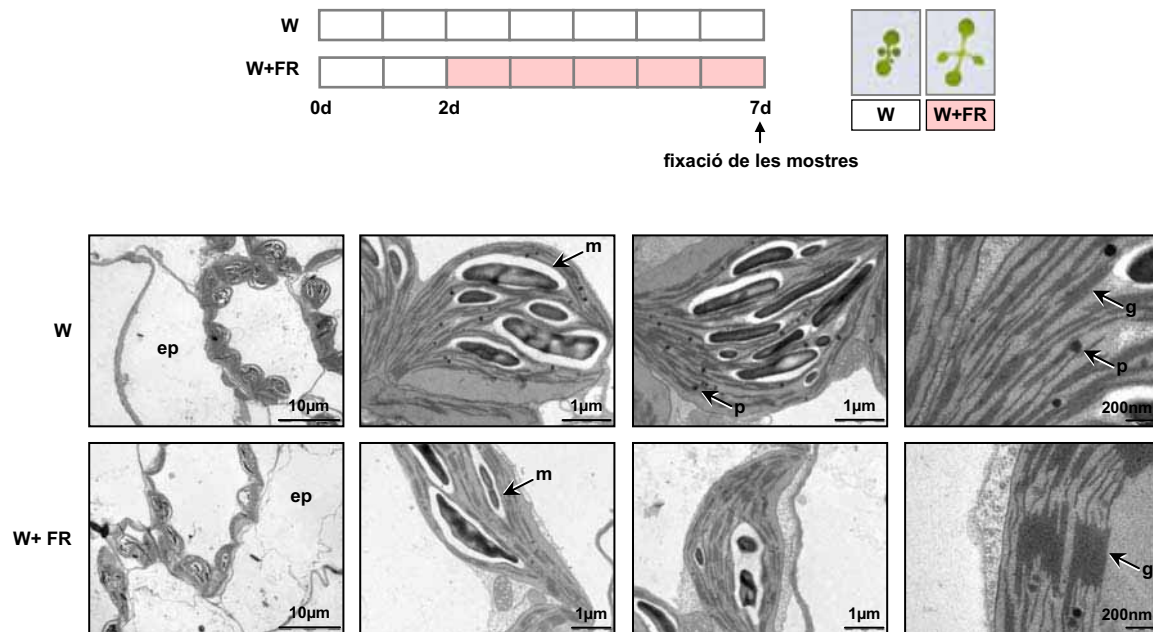 W
W+FR
0d 2d 7d
fixació de les mostres
W W+FR
W
ep
10µm
m
1µm
p
1µm
g
p
200nm
W+ FR
ep
10µm
m
1µm
1µm
g
200nm